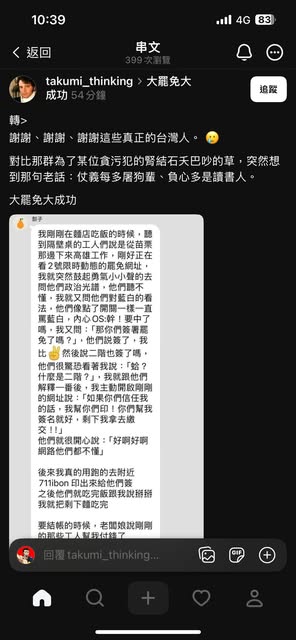 10:39
4G 83
返回
串文
399 次瀏覽
takumi_thinking > 大罷免大
成功 54分鐘
追蹤
轉>
謝謝、謝謝、謝謝這些真正的台灣人。🥲
對比那群為了某位貪污犯的腎結石天巴吵的草，突然想
到那句老話：仗義每多屠狗輩、負心多是讀書人。
大罷免大成功
我剛剛在麵店吃飯的時候，聽
到隔壁桌的工人們說是從苗栗
那邊下來高雄工作，剛好正在
看2號限時動態的罷免網址，
我就突然鼓起勇氣小小聲的去
問他們政治光譜，他們聽不
懂，我就又問他們對藍白的看
法，他們像點了開關一樣一直
罵藍白，內心OS:幹！要中了
嗎，我又問：「那你們簽署罷
免了嗎？」，他們說簽了，我
比✌️然後說二階也簽了嗎，
他們很驚恐看著我說：「蛤？
什麼是二階？」，我就跟他們
解釋一番後，我主動開啟剛剛
的網址說：「如果你們信任我
的話，我幫你們印！你們幫我
簽名就好，剩下我拿去繳
交！！」
他們就很開心說：「好啊好啊
網路他們都不懂」
後來我真的用跑的去附近
711ibon 印出來給他們簽
之後他們就吃完飯跟我說掰掰
我就把剩下麵吃完
要結帳的時候，老闆娘說剛剛
的那些工人幫我付錢了
回覆takumi_thinking...
GIF